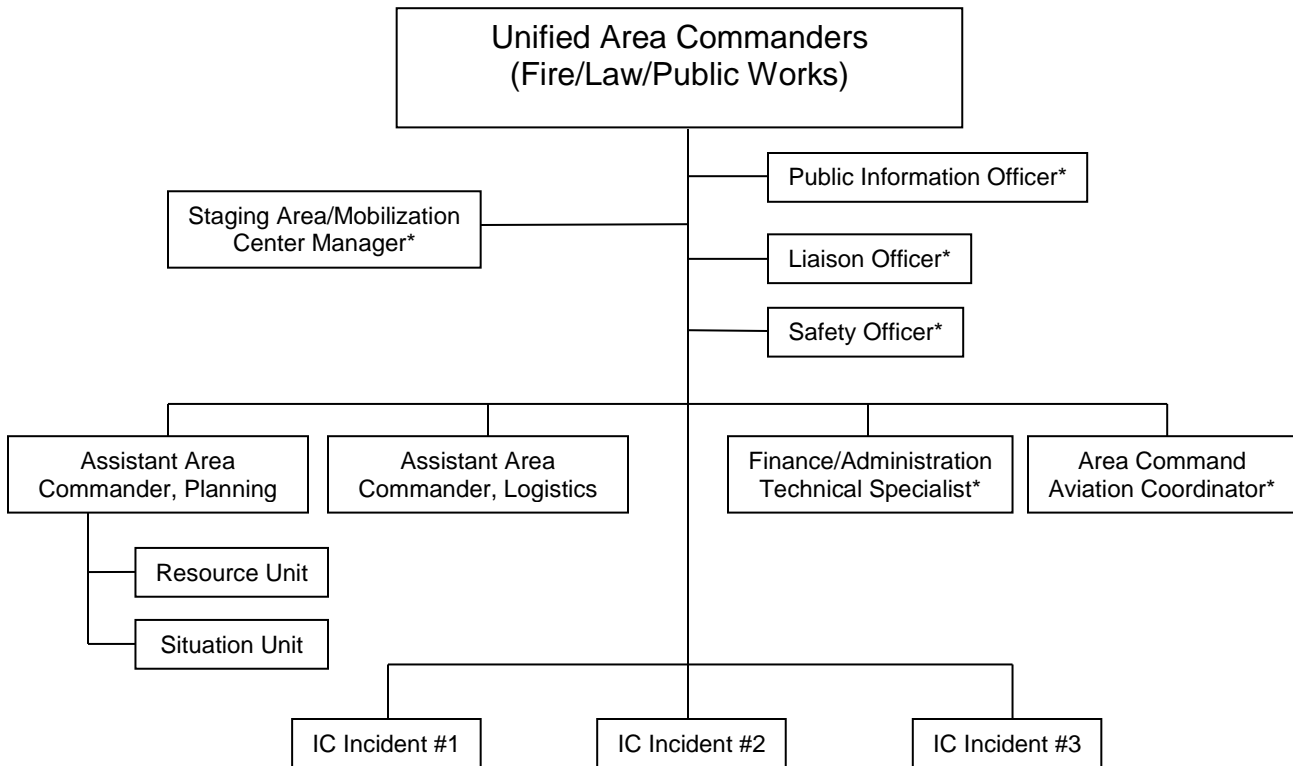 Unified Area Commanders
(Fire/Law/Public Works)
Public Information Officer*
Staging Area/Mobilization
Center Manager*
Liaison Officer*
Safety Officer*
Assistant Area
Commander, Planning
Assistant Area
Commander, Logistics
Finance/Administration
Technical Specialist*
Area Command
Aviation Coordinator*
Resource Unit
Situation Unit
IC Incident #1
IC Incident #2
IC Incident #3